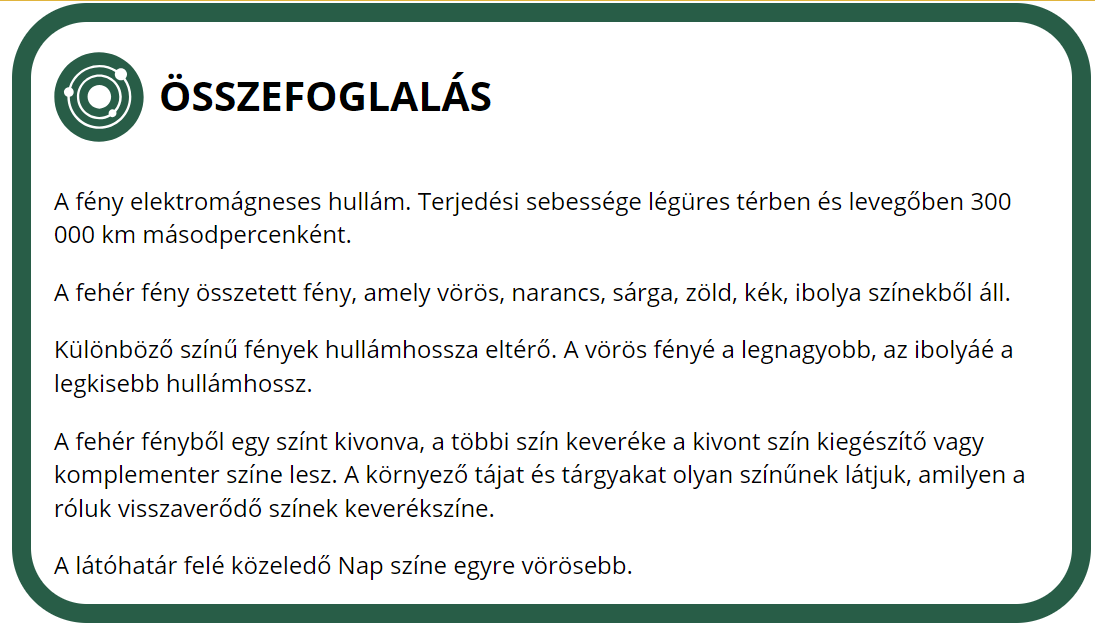 ÖSSZEFOGLALÁS
A fény elektromágneses hullám. Terjedési sebessége légüres térben és levegőben 300
000 km másodpercenként.
A fehér fény összetett fény, amely vörös, narancs, sárga, zöld, kék, ibolya színekből áll.
Különböző színű fények hullámhossza eltérő. A vörös fényé a legnagyobb, az ibolyáé a
legkisebb hullámhossz.
A fehér fényből egy színt kivonva, a többi szín keveréke a kivont szín kiegészítő vagy
komplementer színe lesz. A környező tájat és tárgyakat olyan színűnek látjuk, amilyen a
róluk visszaverődő színek keverékszíne.
A látóhatár felé közeledő Nap színe egyre vörösebb.